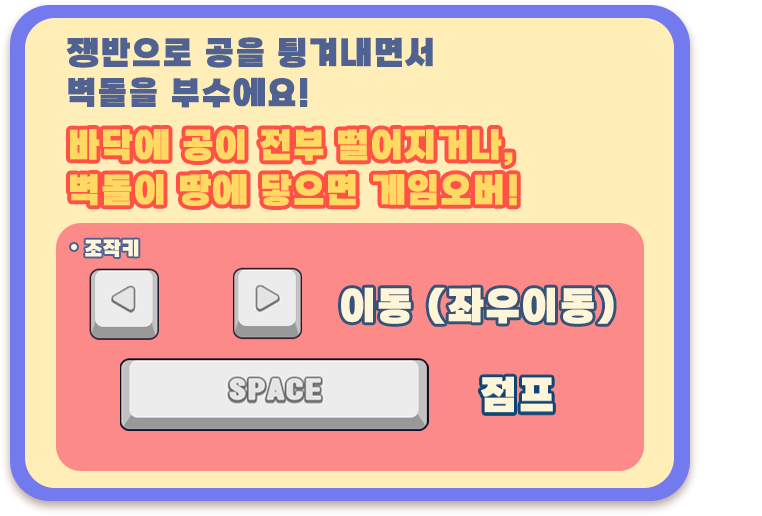 쟁반으로 공을 튕겨내면서
벽돌을 부수에요!
바닥에 공이 전부 떨어지거나,
벽돌이 땅에 닿으면 게임오버!
• 조작키
이동 (좌우이동)
SPACE 점프